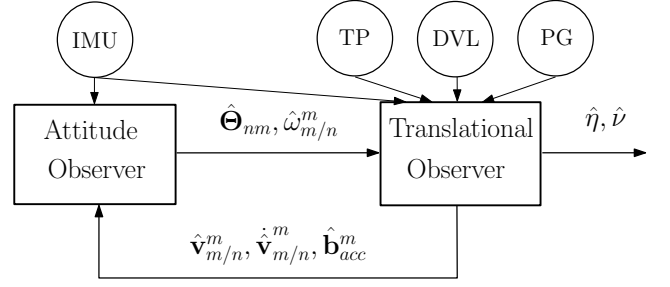 IMU TP DVL PG
Attitude Observer
$\hat{\mathbf{\Theta}}_{nm}, \hat{\omega}^{m}_{m/n}$
Translational Observer
$\hat{\eta}, \hat{\nu}$
$\hat{\mathbf{v}}^{m}_{m/n}, \dot{\hat{\mathbf{v}}}^{m}_{m/n}, \hat{\mathbf{b}}^{m}_{acc}$